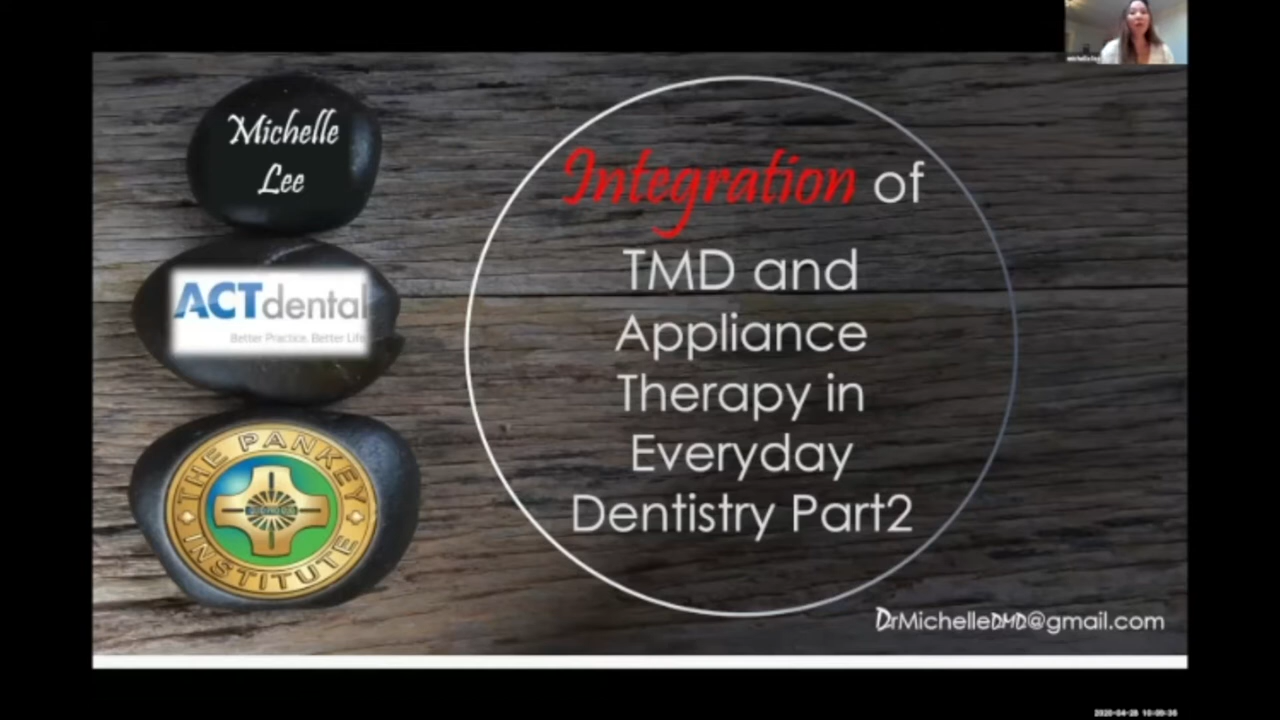 Michelle
Lee
ACTdental
Better Practice. Better Life
THE PANKEY
INSTITUTE
Integration of
TMD and
Appliance
Therapy in
Everyday
Dentistry Part2
DrMichelleDMD@gmail.com